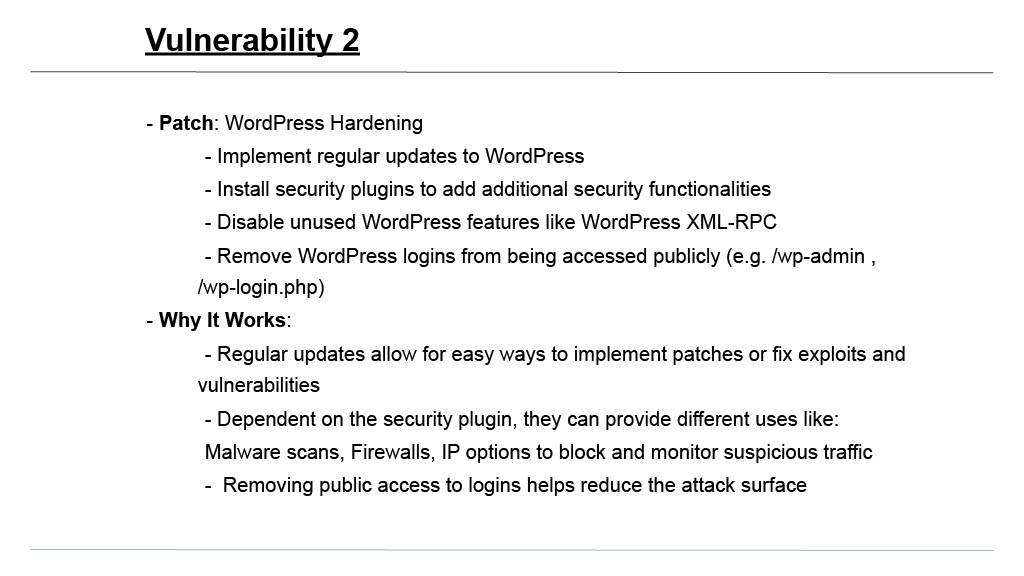 Vulnerability 2
- Patch: WordPress Hardening
- Implement regular updates to WordPress
- Install security plugins to add additional security functionalities
- Disable unused WordPress features like WordPress XML-RPC
- Remove WordPress logins from being accessed publicly (e.g. /wp-admin ,
/wp-login.php)
- Why It Works:
- Regular updates allow for easy ways to implement patches or fix exploits and
vulnerabilities
- Dependent on the security plugin, they can provide different uses like:
Malware scans, Firewalls, IP options to block and monitor suspicious traffic
- Removing public access to logins helps reduce the attack surface